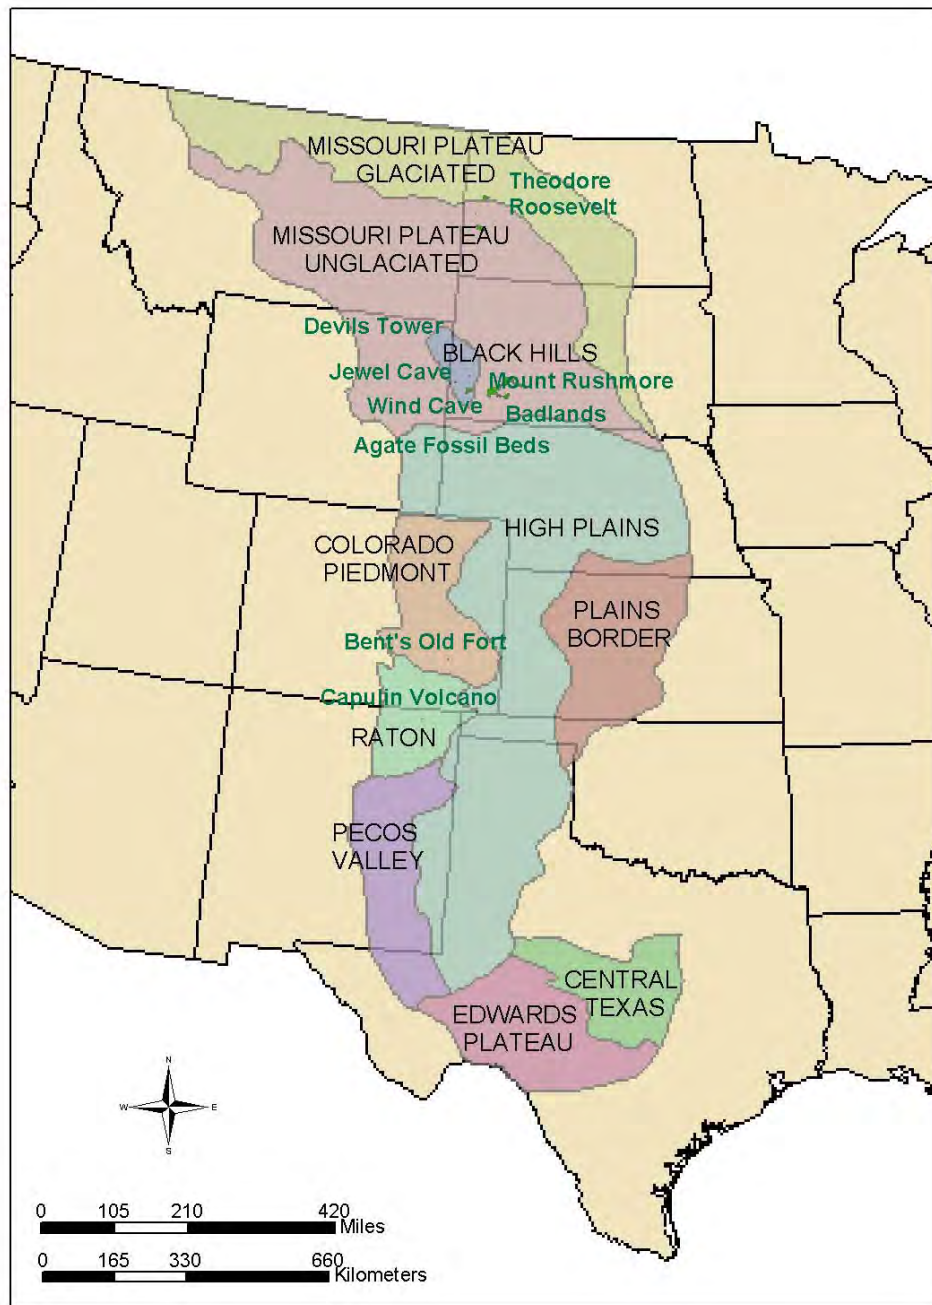 MISSOURI PLATEAU
GLACIATED
Theodore
Roosevelt
MISSOURI PLATEAU
UNGLACIATED
Devils Tower
BLACK HILLS
Jewel Cave
Mount Rushmore
Wind Cave
Badlands
Agate Fossil Beds
HIGH PLAINS
COLORADO
PIEDMONT
PLAINS
BORDER
Bent's Old Fort
Capulin Volcano
RATON
PECOS
VALLEY
CENTRAL
TEXAS
EDWARDS
PLATEAU
N
W E
S
0 105 210 420
Miles
0 165 330 660
Kilometers